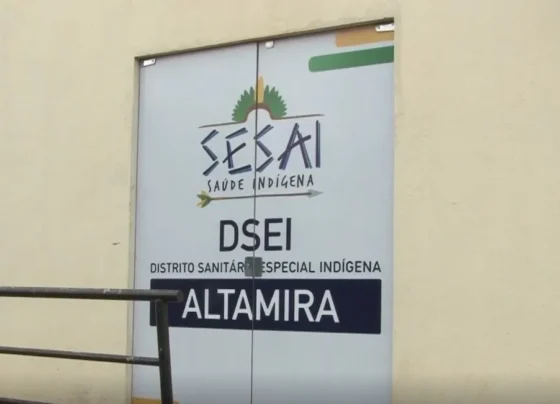 SESAI
SAÚDE INDÍGENA
DSEI
DISTRITO SANITÁRIO ESPECIAL INDÍGENA
ALTAMIRA